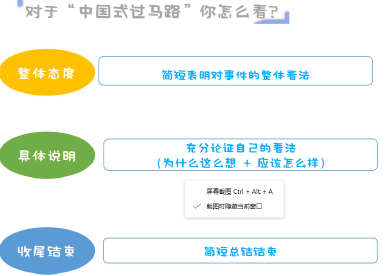 对于“中国式过马路”你怎么看？
整体态度
简短表明对事件的整体看法
具体说明
充分论证自己的看法
(为什么这么想 + 应该怎么样)
屏幕截图 Ctrl + Alt + A
截图时隐藏当前窗口
收尾结束
简短总结结束